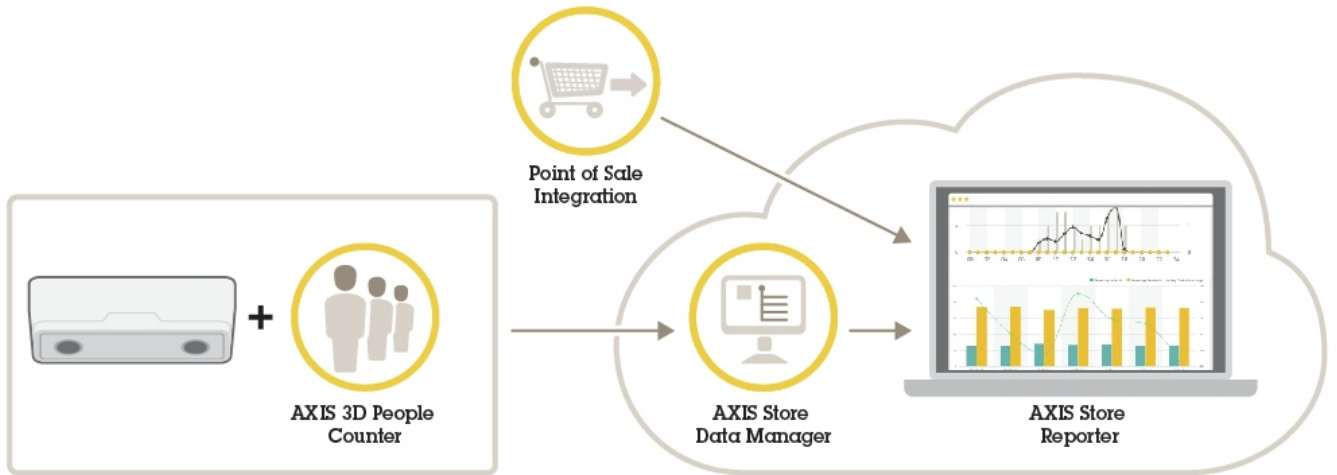 Point of Sale
Integration
AXIS 3D People
Counter
AXIS Store
Data Manager
AXIS Store
Reporter